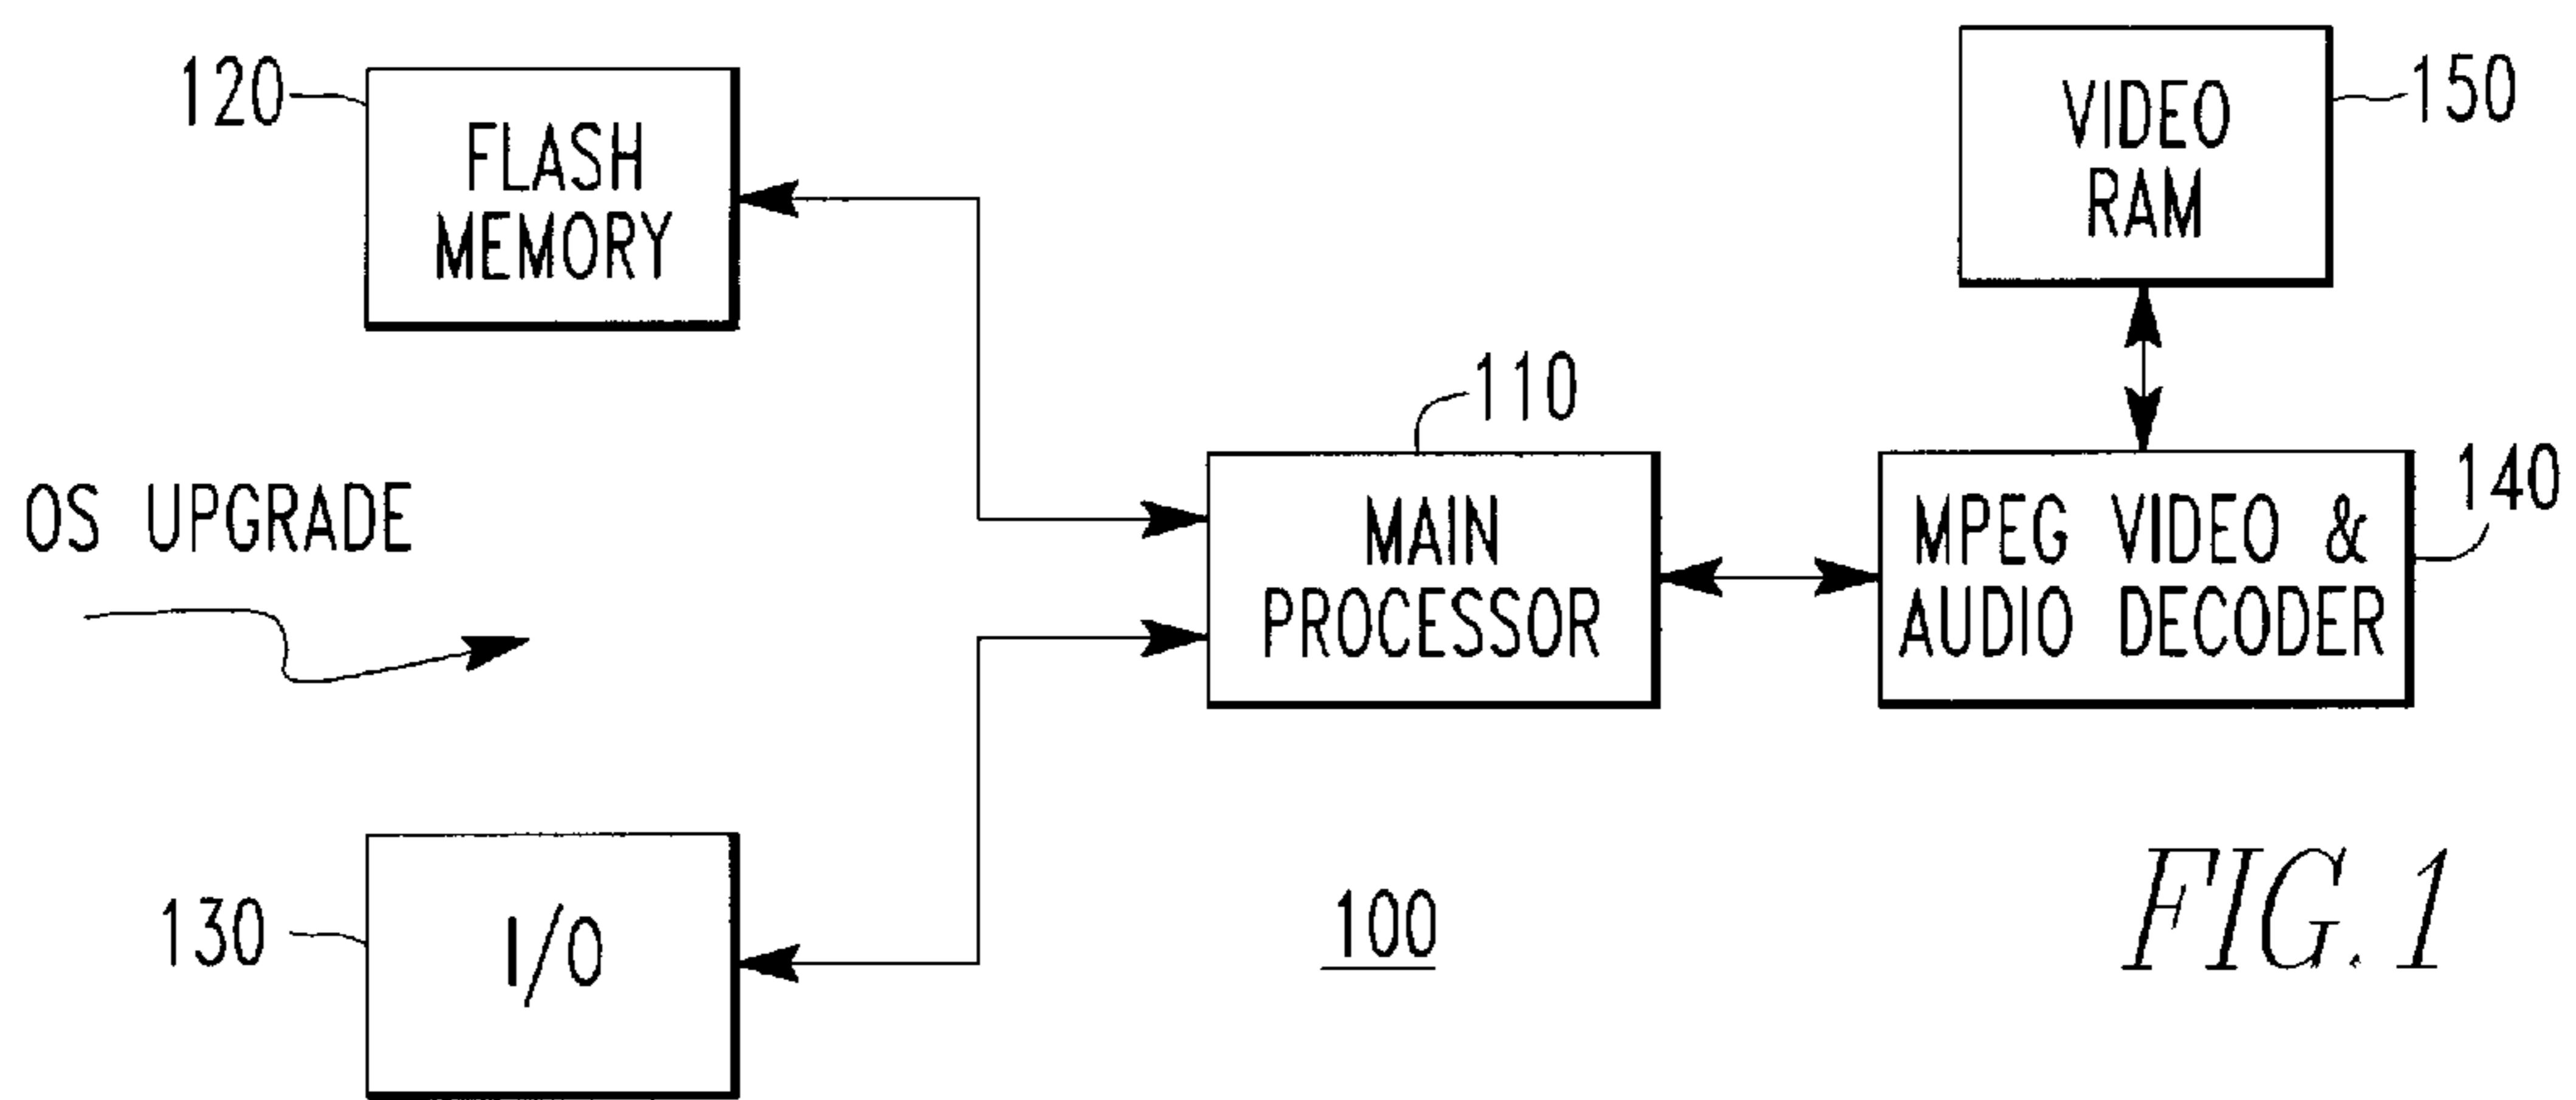 120
FLASH
MEMORY
VIDEO
RAM
150
OS UPGRADE
110
MAIN
PROCESSOR
MPEG VIDEO &
AUDIO DECODER
140
130
I/O
100
FIG. 1